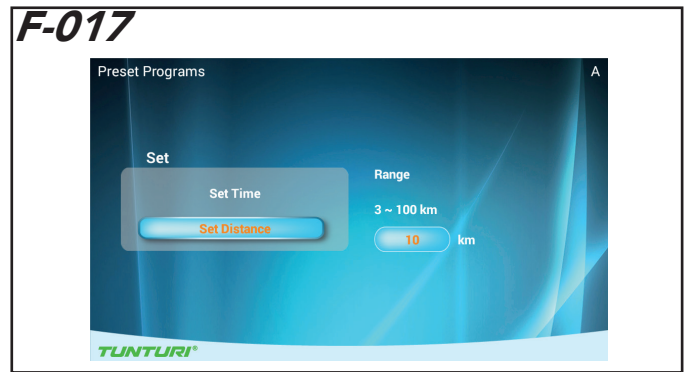 F-017
Preset Programs
A
Set
Set Time
Set Distance
Range
3 ~ 100 km
10 km
TUNTURI®